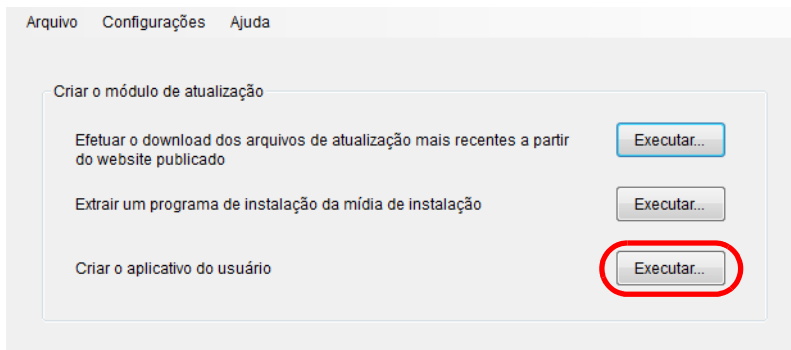 Arquivo Configurações Ajuda
Criar o módulo de atualização
Efetuar o download dos arquivos de atualização mais recentes a partir
do website publicado
Executar...
Extrair um programa de instalação da mídia de instalação
Executar...
Criar o aplicativo do usuário
Executar...